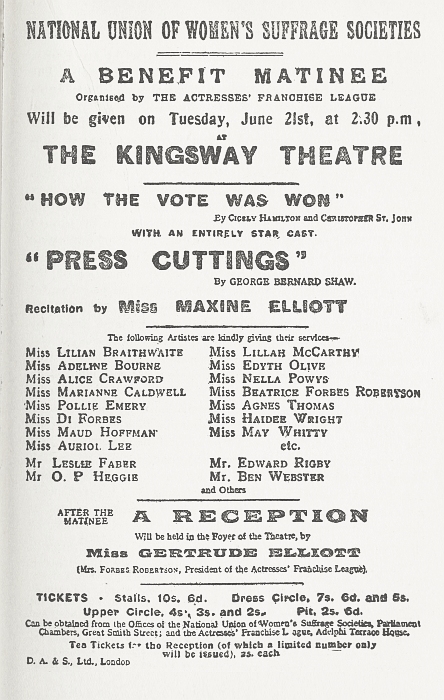 NATIONAL UNION OF WOMEN'S SUFFRAGE SOCIETIES
A BENEFIT MATINEE
Organised by THE ACTRESSES' FRANCHISE LEAGUE
Will be given on Tuesday, June 21st, at 2.30 p.m,
AT
THE KINGSWAY THEATRE
"HOW THE VOTE WAS WON"
By CICELY HAMILTON and CHRISTOPHER ST. JOHN
WITH AN ENTIRELY STAR CAST.
"PRESS CUTTINGS"
By GEORGE BERNARD SHAW.
Recitation by MISS MAXINE ELLIOTT
The following Artistes are kindly giving their services—
MISS LILIAN BRAITHWAITE
MISS ADELINE BOURNE
MISS ALICE CRAWFORD
MISS MARIANNE CALDWELL
MISS POLLIE EMERY
MISS DI FORBES
MISS MAUD HOFFMAN
MISS AURIOL LEE
MR LESLIE FABER
MR O. P HEGGIE
MISS LILLAH McCARTHY
MISS EDYTH OLIVE
MISS NELLA POWYS
MISS BEATRICE FORBES ROBERTSON
MISS AGNES THOMAS
MISS HAIDEE WRIGHT
MISS MAY WHITTY
etc.
MR. EDWARD RIGBY
MR. BEN WEBSTER
and Others
AFTER THE MATINEE A RECEPTION
Will be held in the Foyer of the Theatre, by
Miss GERTRUDE ELLIOTT
(Mrs. FORBES ROBERTSON, President of the Actresses' Franchise League).
TICKETS - Stalls, 10s. 6d. Dress Circle, 7s. 6d. and 5s.
Upper Circle, 4s., 3s. and 2s. Pit, 2s. 6d.
Can be obtained from the Offices of the National Union of Women's Suffrage Societies, Parliament
Chambers, Great Smith Street; and the Actresses' Franchise L ague, Adelphi Terrace House.
Ten Tickets for the Reception (of which a limited number only
will be issued), 2s. each
D. A. & S., Ltd., London